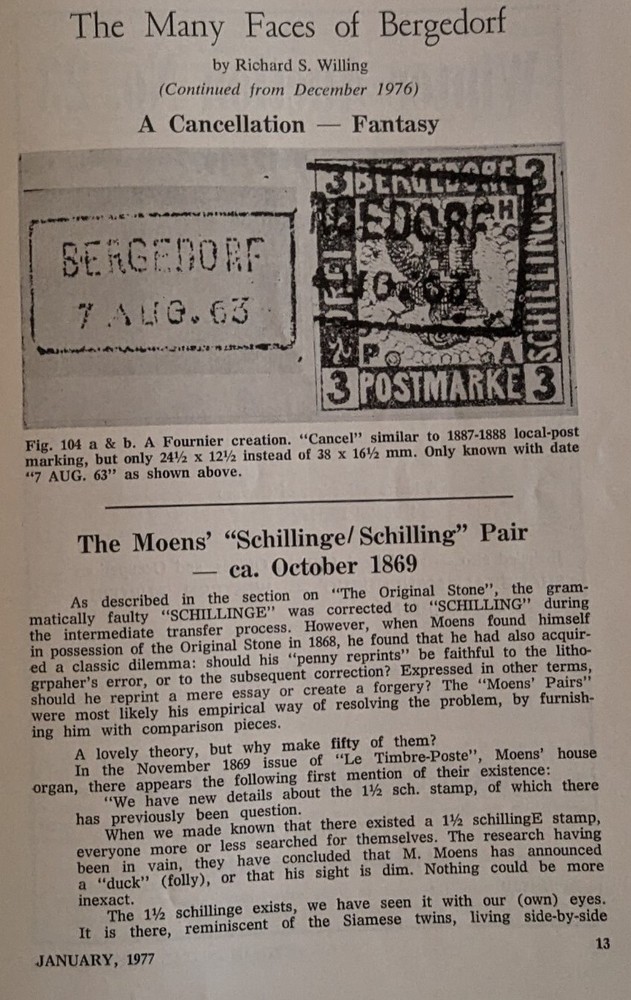 The Many Faces of Bergedorf
by Richard S. Willing
(Continued from December 1976)
A Cancellation — Fantasy
BERGEDORF
7 AUG. 63
3 BERGEDORF 3
GEDORF H
UG. 63
SCHILLINGE
P A
3 POSTMARKE 3
Fig. 104 a & b. A Fournier creation. "Cancel" similar to 1887-1888 local-post
marking, but only 24½ x 12½ instead of 38 x 16½ mm. Only known with date
"7 AUG. 63" as shown above.
The Moens' "Schillinge/Schilling" Pair
— ca. October 1869
As described in the section on "The Original Stone", the gram-
matically faulty "SCHILLINGE" was corrected to "SCHILLING" during
the intermediate transfer process. However, when Moens found himself
in possession of the Original Stone in 1868, he found that he had also acquir-
ed a classic dilemma: should his "penny reprints" be faithful to the litho-
grpaher's error, or to the subsequent correction? Expressed in other terms,
should he reprint a mere essay or create a forgery? The "Moens' Pairs"
were most likely his empirical way of resolving the problem, by furnish-
ing him with comparison pieces.
A lovely theory, but why make fifty of them?
In the November 1869 issue of "Le Timbre-Poste", Moens' house
organ, there appears the following first mention of their existence:
"We have new details about the 1½ sch. stamp, of which there
has previously been question.
When we made known that there existed a 1½ schillingE stamp,
everyone more or less searched for themselves. The research having
been in vain, they have concluded that M. Moens has announced
a "duck" (folly), or that his sight is dim. Nothing could be more
inexact.
The 1½ schillinge exists, we have seen it with our (own) eyes.
It is there, reminiscent of the Siamese twins, living side-by-side
JANUARY, 1977
13